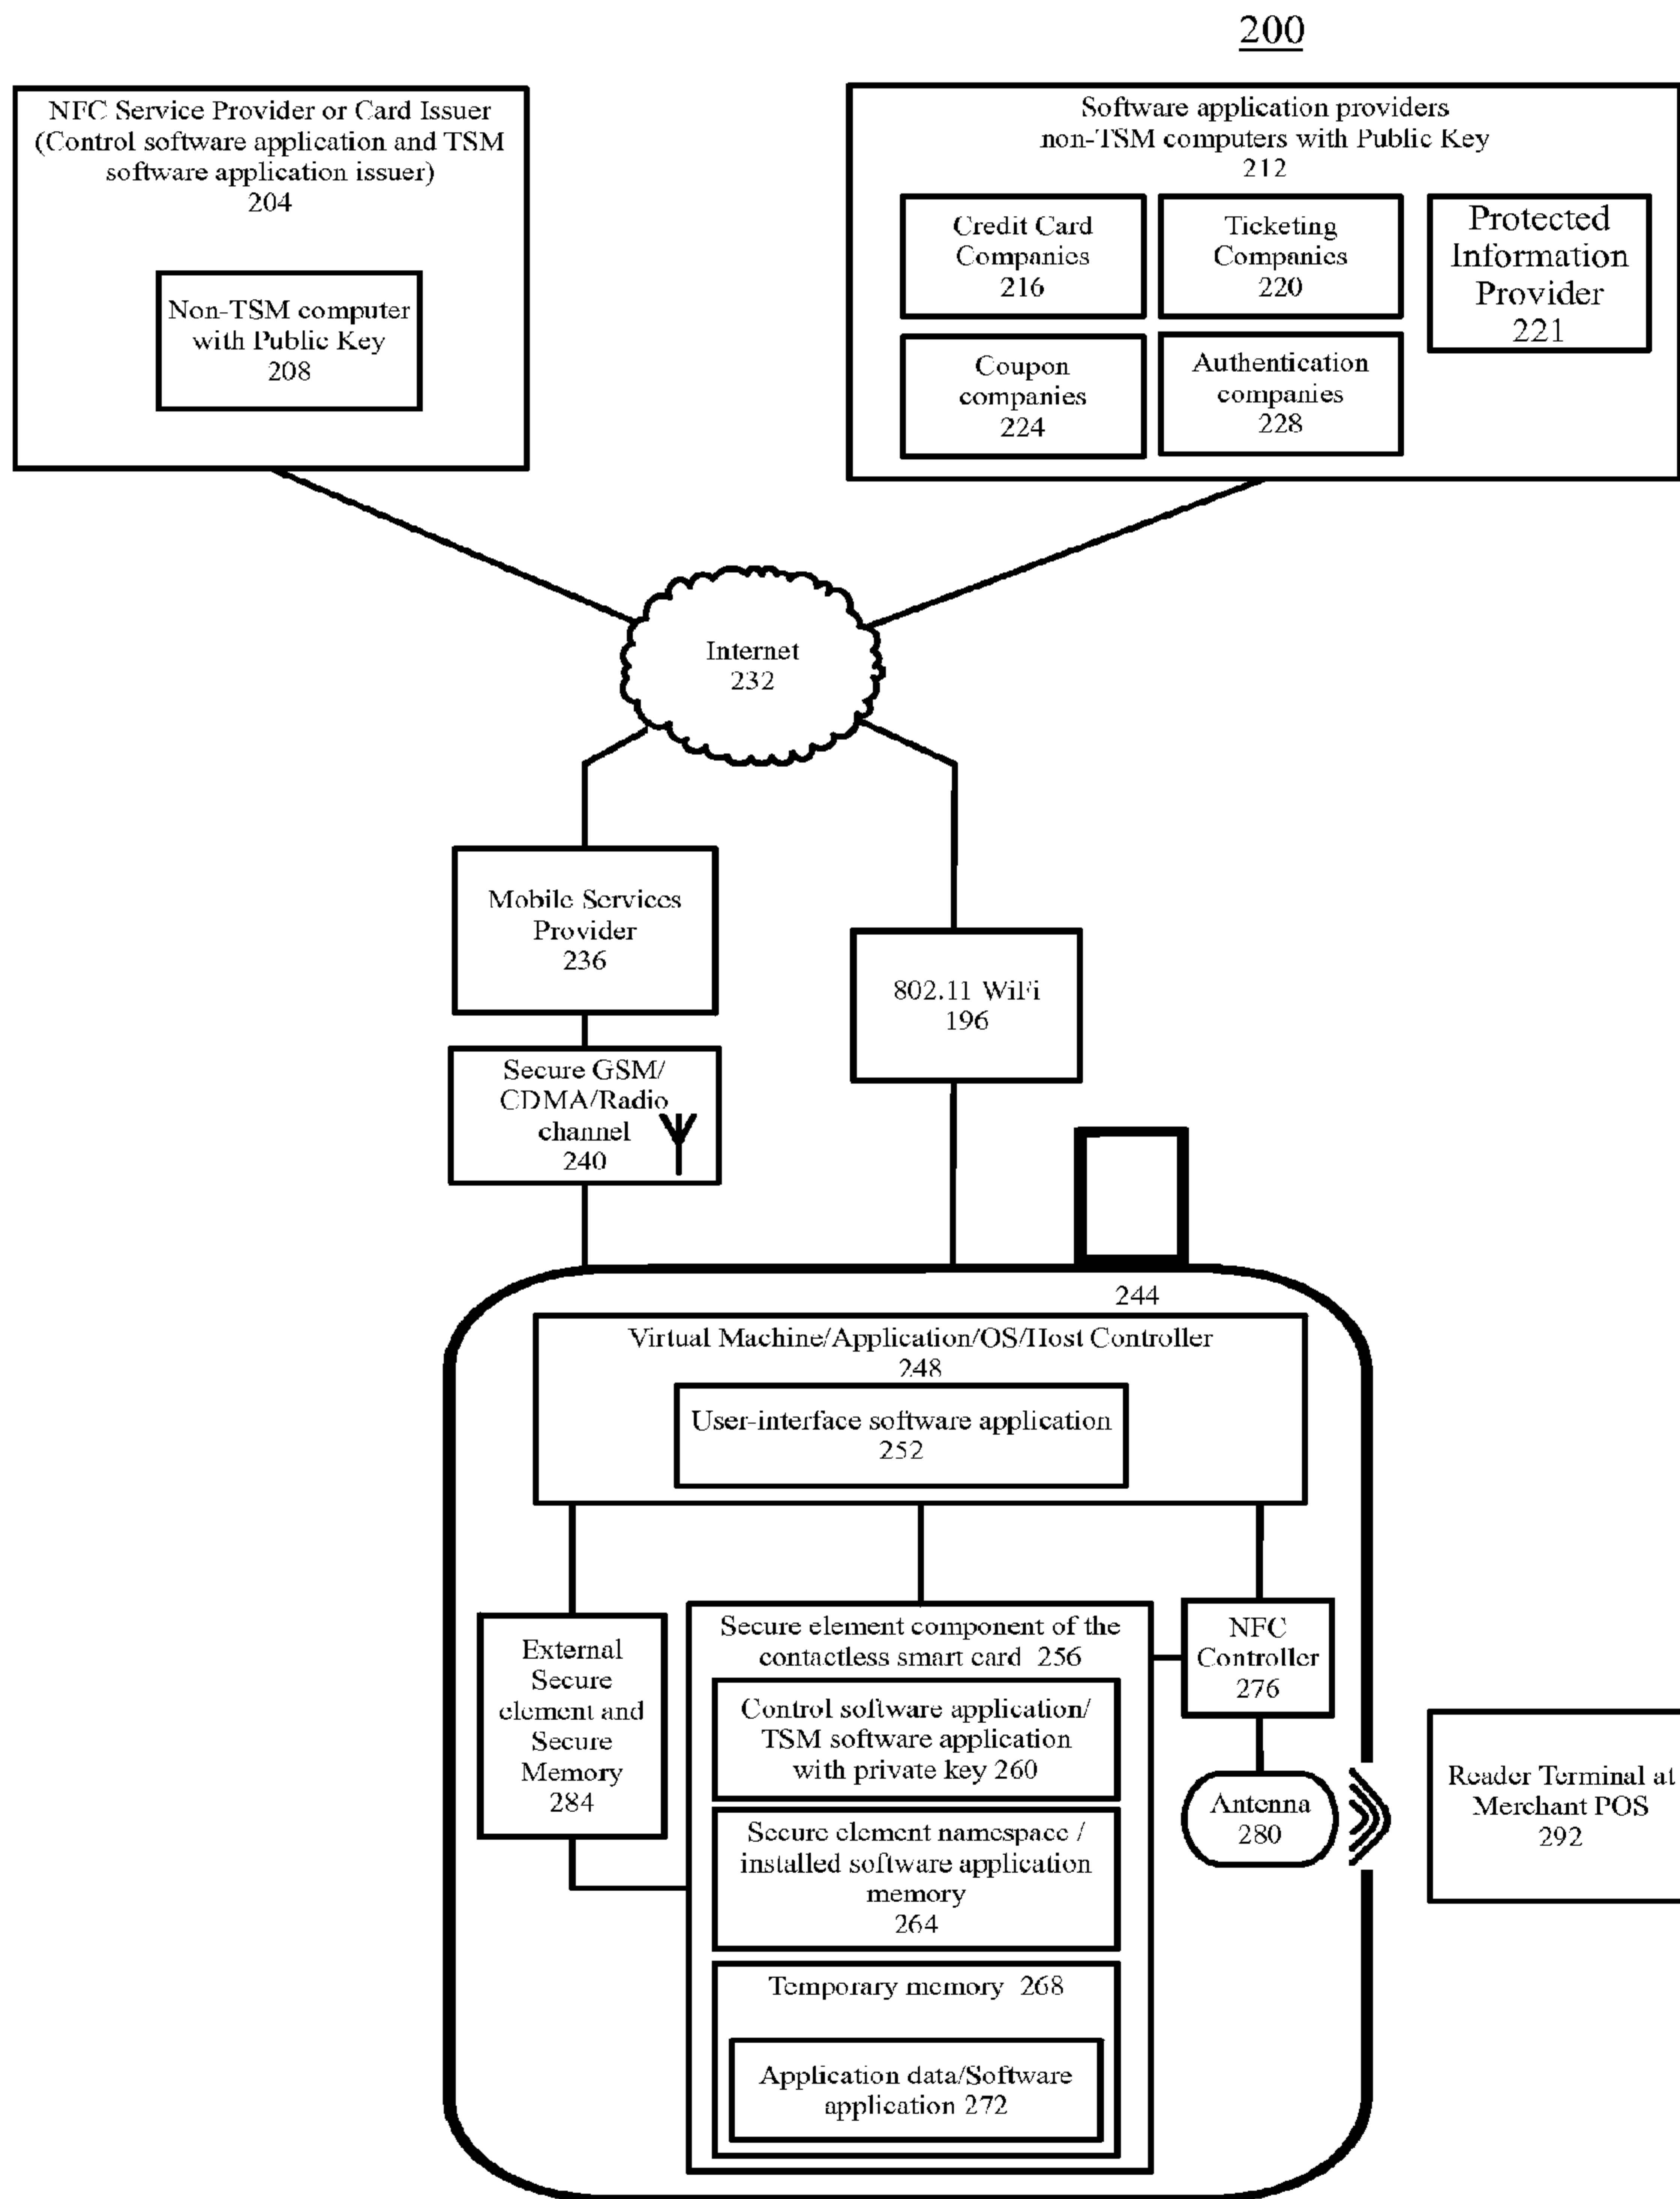 200
NFC Service Provider or Card Issuer
(Control software application and TSM
software application issuer)
204
Non-TSM computer
with Public Key
208
Software application providers
non-TSM computers with Public Key
212
Credit Card
Companies
216
Ticketing
Companies
220
Protected
Information
Provider
221
Coupon
companies
224
Authentication
companies
228
Internet
232
Mobile Services
Provider
236
802.11 WiFi
196
Secure GSM/
CDMA/Radio
channel
240
244
Virtual Machine/Application/OS/Host Controller
248
User-interface software application
252
External
Secure
element and
Secure
Memory
284
Secure element component of the
contactless smart card 256
Control software application/
TSM software application
with private key 260
Secure element namespace /
installed software application
memory
264
Temporary memory 268
Application data/Software
application 272
NFC
Controller
276
Antenna
280
Reader Terminal at
Merchant POS
292